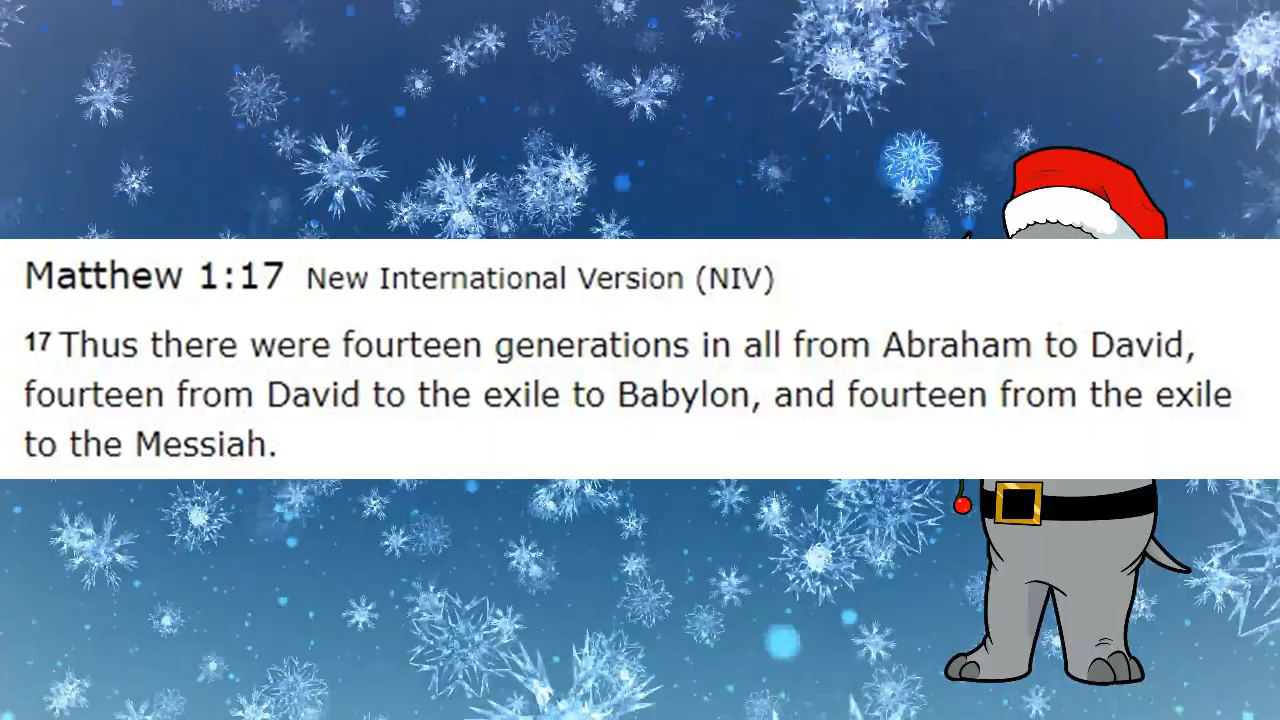 Matthew 1:17 New International Version (NIV)
17 Thus there were fourteen generations in all from Abraham to David,
fourteen from David to the exile to Babylon, and fourteen from the exile
to the Messiah.